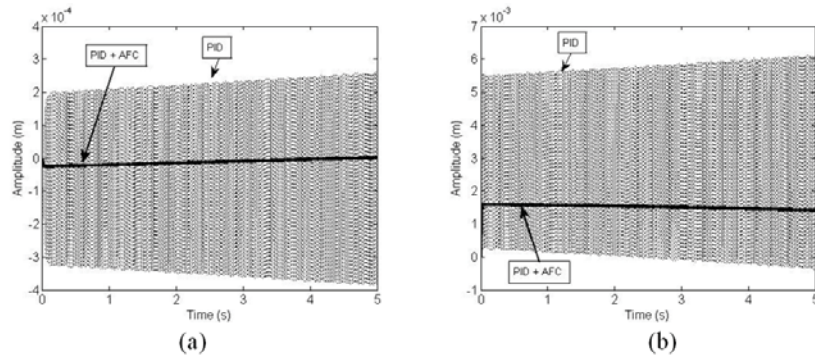 x 10⁻⁴
4
3
2
1
0
-1
-2
-3
-4
0 1 2 3 4 5
Amplitude (m)
Time (s)
PID + AFC
PID
(a)
x 10⁻³
7
6
5
4
3
2
1
0
-1
0 1 2 3 4 5
Amplitude (m)
Time (s)
PID
PID + AFC
(b)